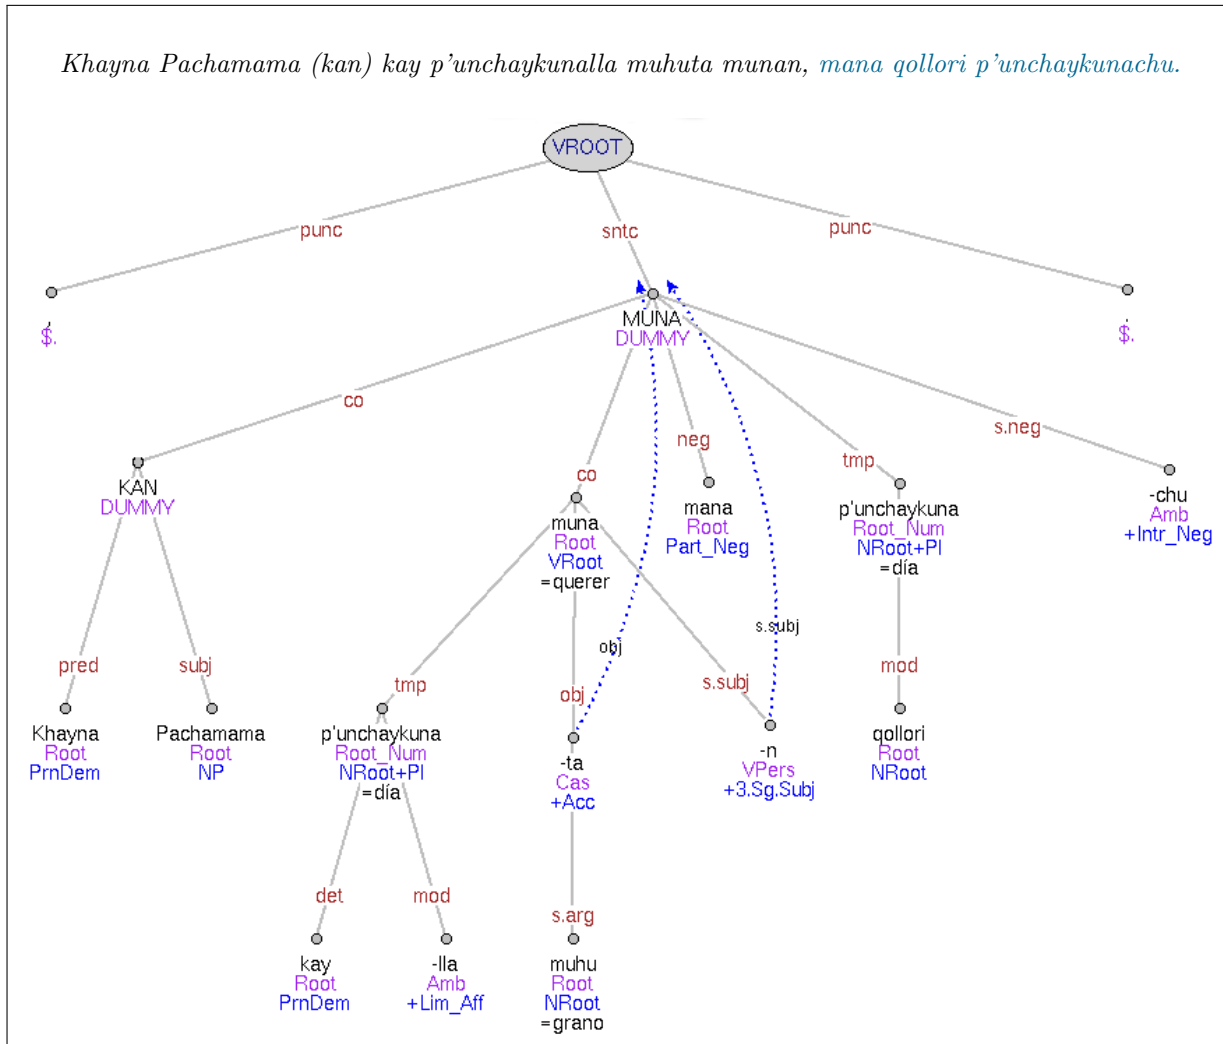 Khayna Pachamama (kan) kay p'unchaykunalla muhuta munan, mana qollori p'unchaykunachu.
VROOT
punc sntc punc
, 
$.
MUNA
DUMMY
.
$.
co co neg tmp s.neg
KAN
DUMMY
muna
Root
VRoot
=querer
mana
Root
Part_Neg
p'unchaykuna
Root_Num
NRoot+Pl
=día
-chu
Amb
+Intr_Neg
pred subj tmp obj obj s.subj s.subj mod
Khayna
Root
PrnDem
Pachamama
Root
NP
p'unchaykuna
Root_Num
NRoot+Pl
=día
-ta
Cas
+Acc
-n
VPers
+3.Sg.Subj
qollori
Root
NRoot
det mod s.arg
kay
Root
PrnDem
-lla
Amb
+Lim_Aff
muhu
Root
NRoot
=grano